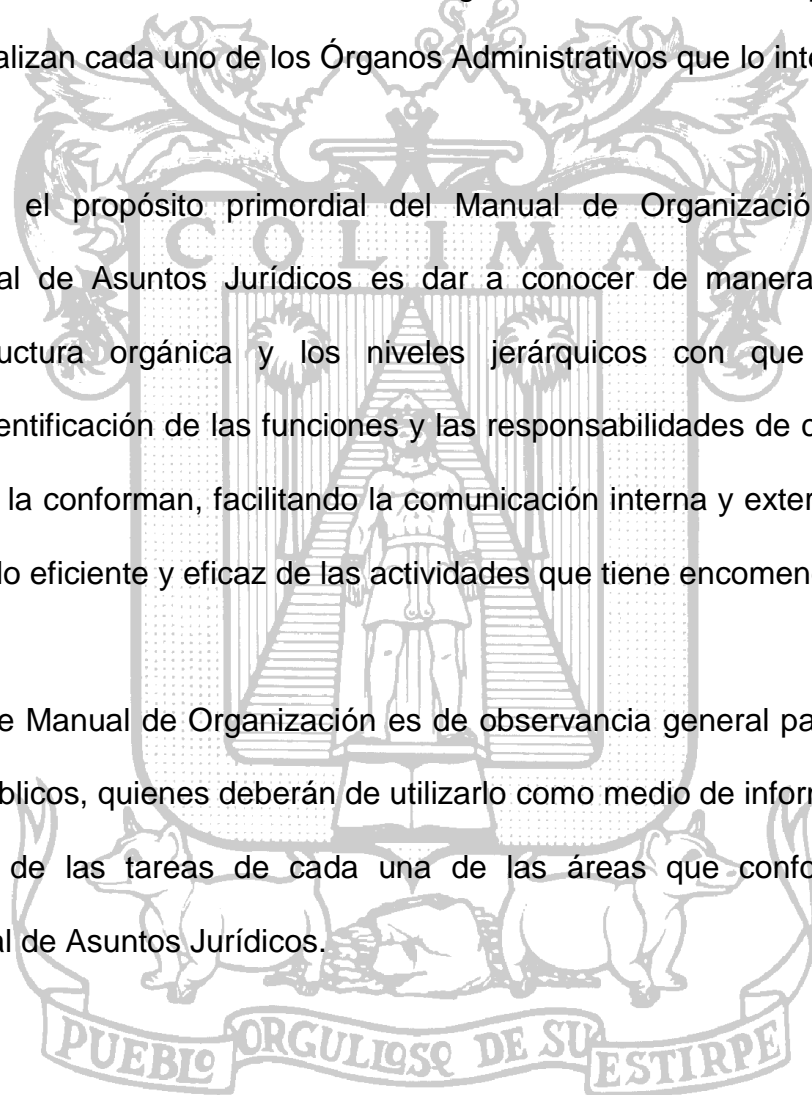 alizan cada uno de los Órganos Administrativos que lo inte
el propósito primordial del Manual de Organizació
al de Asuntos Jurídicos es dar a conocer de manera
uctura orgánica y los niveles jerárquicos con que
entificación de las funciones y las responsabilidades de
la conforman, facilitando la comunicación interna y exter
lo eficiente y eficaz de las actividades que tiene encomen
e Manual de Organización es de observancia general pa
blicos, quienes deberán de utilizarlo como medio de infor
de las tareas de cada una de las áreas que confo
al de Asuntos Jurídicos.
COLIMA
PUEBLO ORGULLOSO DE SU ESTIRPE